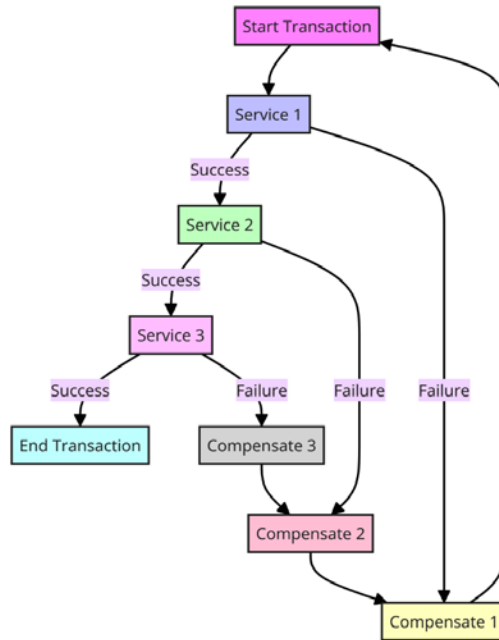 Start Transaction
Service 1
Success
Service 2
Success
Service 3
Success
Failure
Failure
Failure
End Transaction
Compensate 3
Compensate 2
Compensate 1